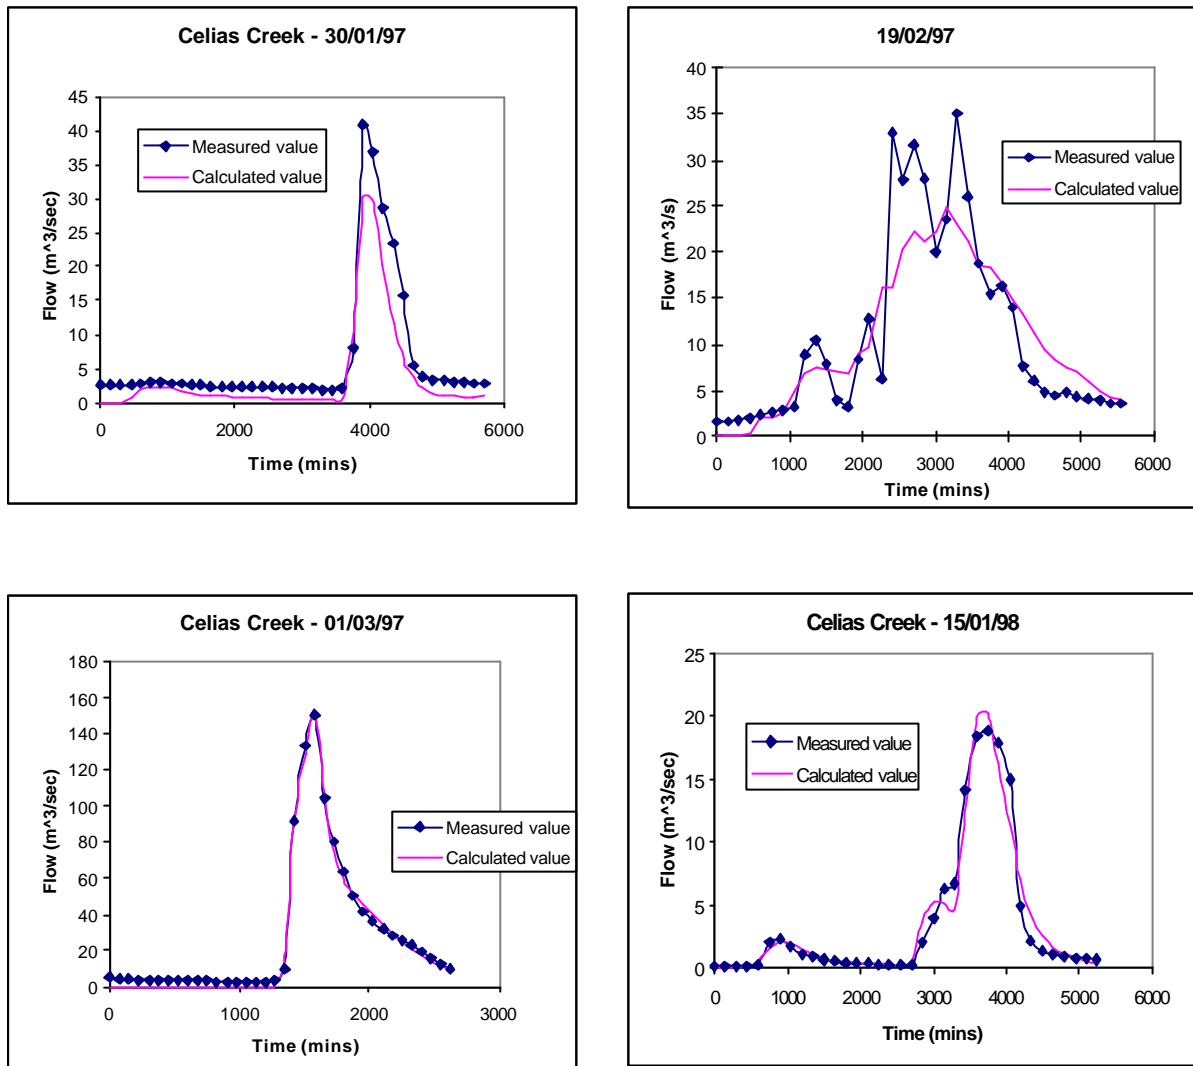 Celias Creek - 30/01/97
45
40
35
30
25
20
15
10
5
0
Flow (m^3/sec)
Measured value
Calculated value
0 2000 4000 6000
Time (mins)
19/02/97
40
35
30
25
20
15
10
5
0
Flow (m^3/s)
Measured value
Calculated value
0 1000 2000 3000 4000 5000 6000
Time (mins)
Celias Creek - 01/03/97
180
160
140
120
100
80
60
40
20
0
Flow (m^3/sec)
Measured value
Calculated value
0 1000 2000 3000
Time (mins)
Celias Creek - 15/01/98
25
20
15
10
5
0
Flow (m^3/sec)
Measured value
Calculated value
0 1000 2000 3000 4000 5000 6000
Time (mins)